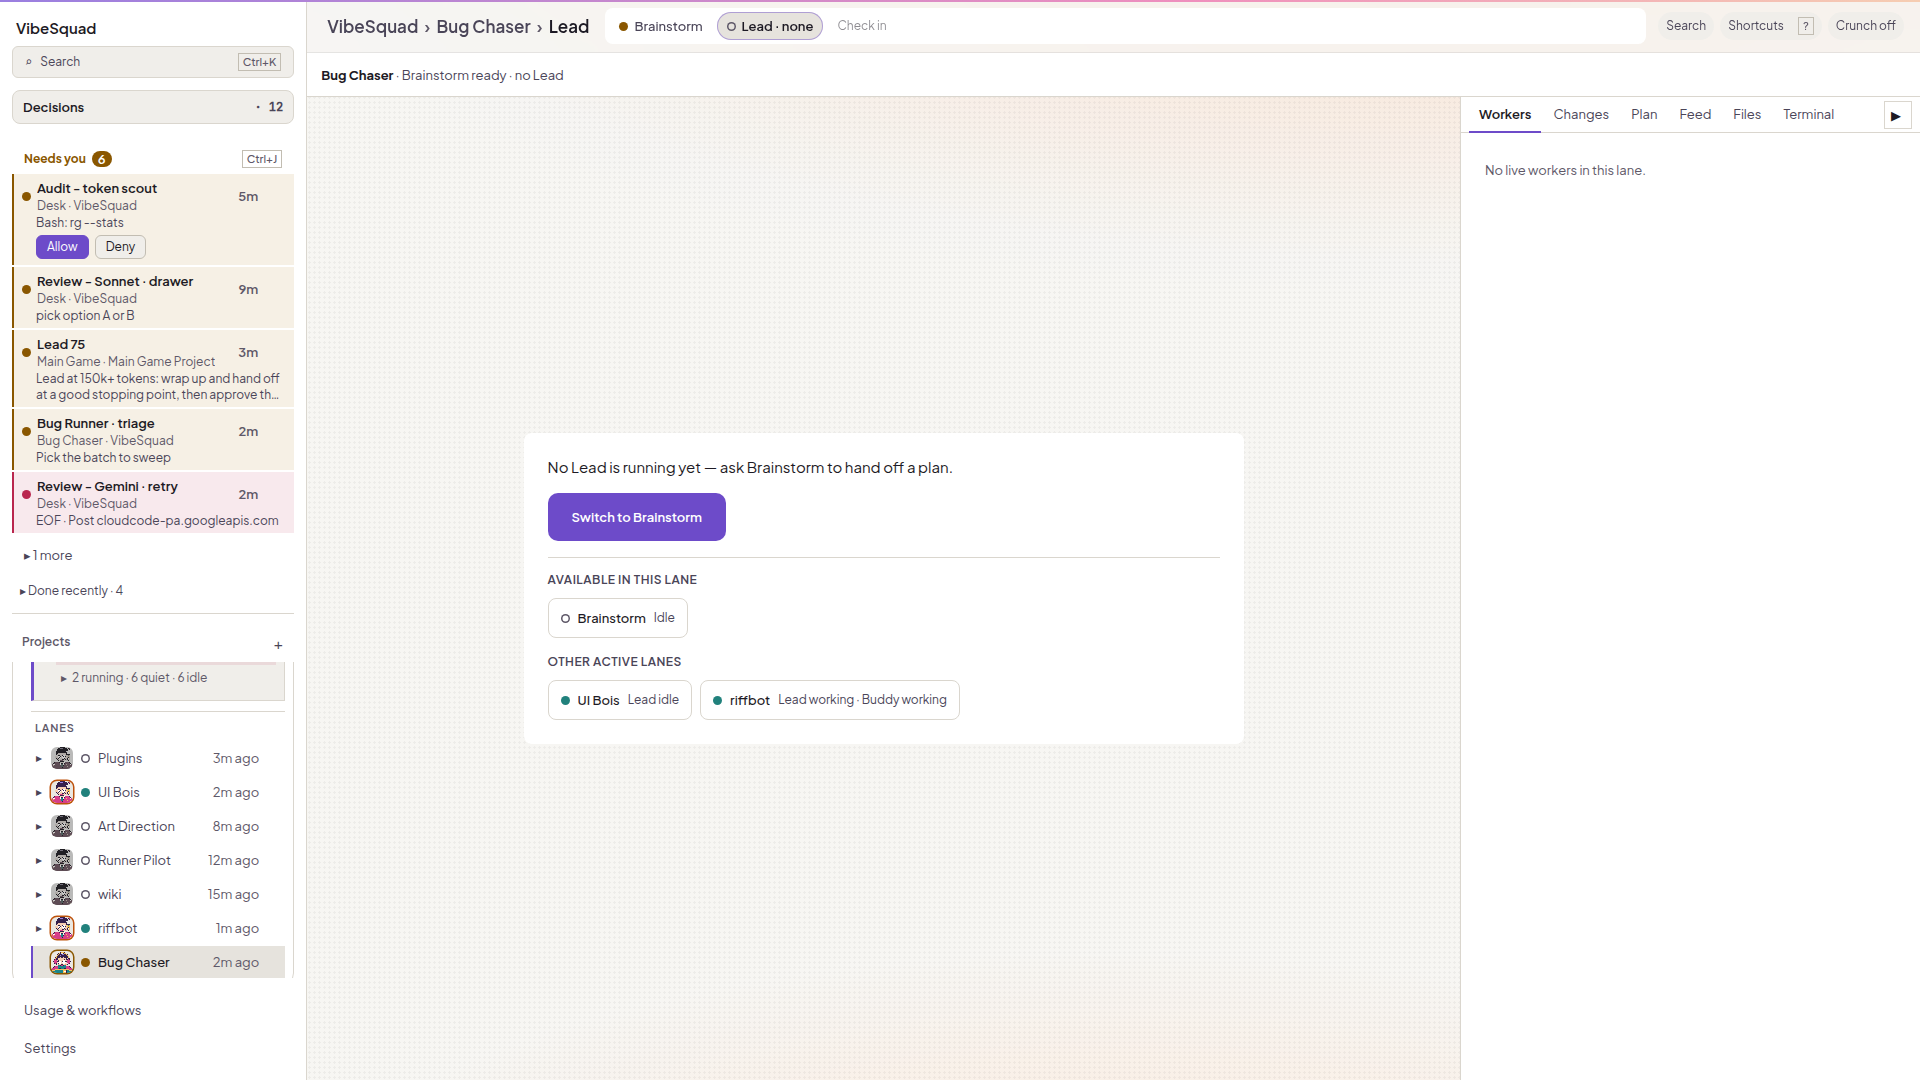 VibeSquad
Search Ctrl+K
Decisions · 12
Needs you 6 Ctrl+J
Audit – token scout 5m
Desk · VibeSquad
Bash: rg --stats
Allow Deny
Review – Sonnet · drawer 9m
Desk · VibeSquad
pick option A or B
Lead 75 3m
Main Game · Main Game Project
Lead at 150k+ tokens: wrap up and hand off
at a good stopping point, then approve th…
Bug Runner · triage 2m
Bug Chaser · VibeSquad
Pick the batch to sweep
Review – Gemini · retry 2m
Desk · VibeSquad
EOF · Post cloudcode-pa.googleapis.com
▸ 1 more
▸ Done recently · 4
Projects +
▸ 2 running · 6 quiet · 6 idle
LANES
▸ Plugins 3m ago
▸ UI Bois 2m ago
▸ Art Direction 8m ago
▸ Runner Pilot 12m ago
▸ wiki 15m ago
▸ riffbot 1m ago
Bug Chaser 2m ago
Usage & workflows
Settings
VibeSquad › Bug Chaser › Lead
Brainstorm Lead · none Check in
Search Shortcuts ? Crunch off
Bug Chaser · Brainstorm ready · no Lead
No Lead is running yet — ask Brainstorm to hand off a plan.
Switch to Brainstorm
AVAILABLE IN THIS LANE
Brainstorm Idle
OTHER ACTIVE LANES
UI Bois Lead idle
riffbot Lead working · Buddy working
Workers Changes Plan Feed Files Terminal ▶
No live workers in this lane.